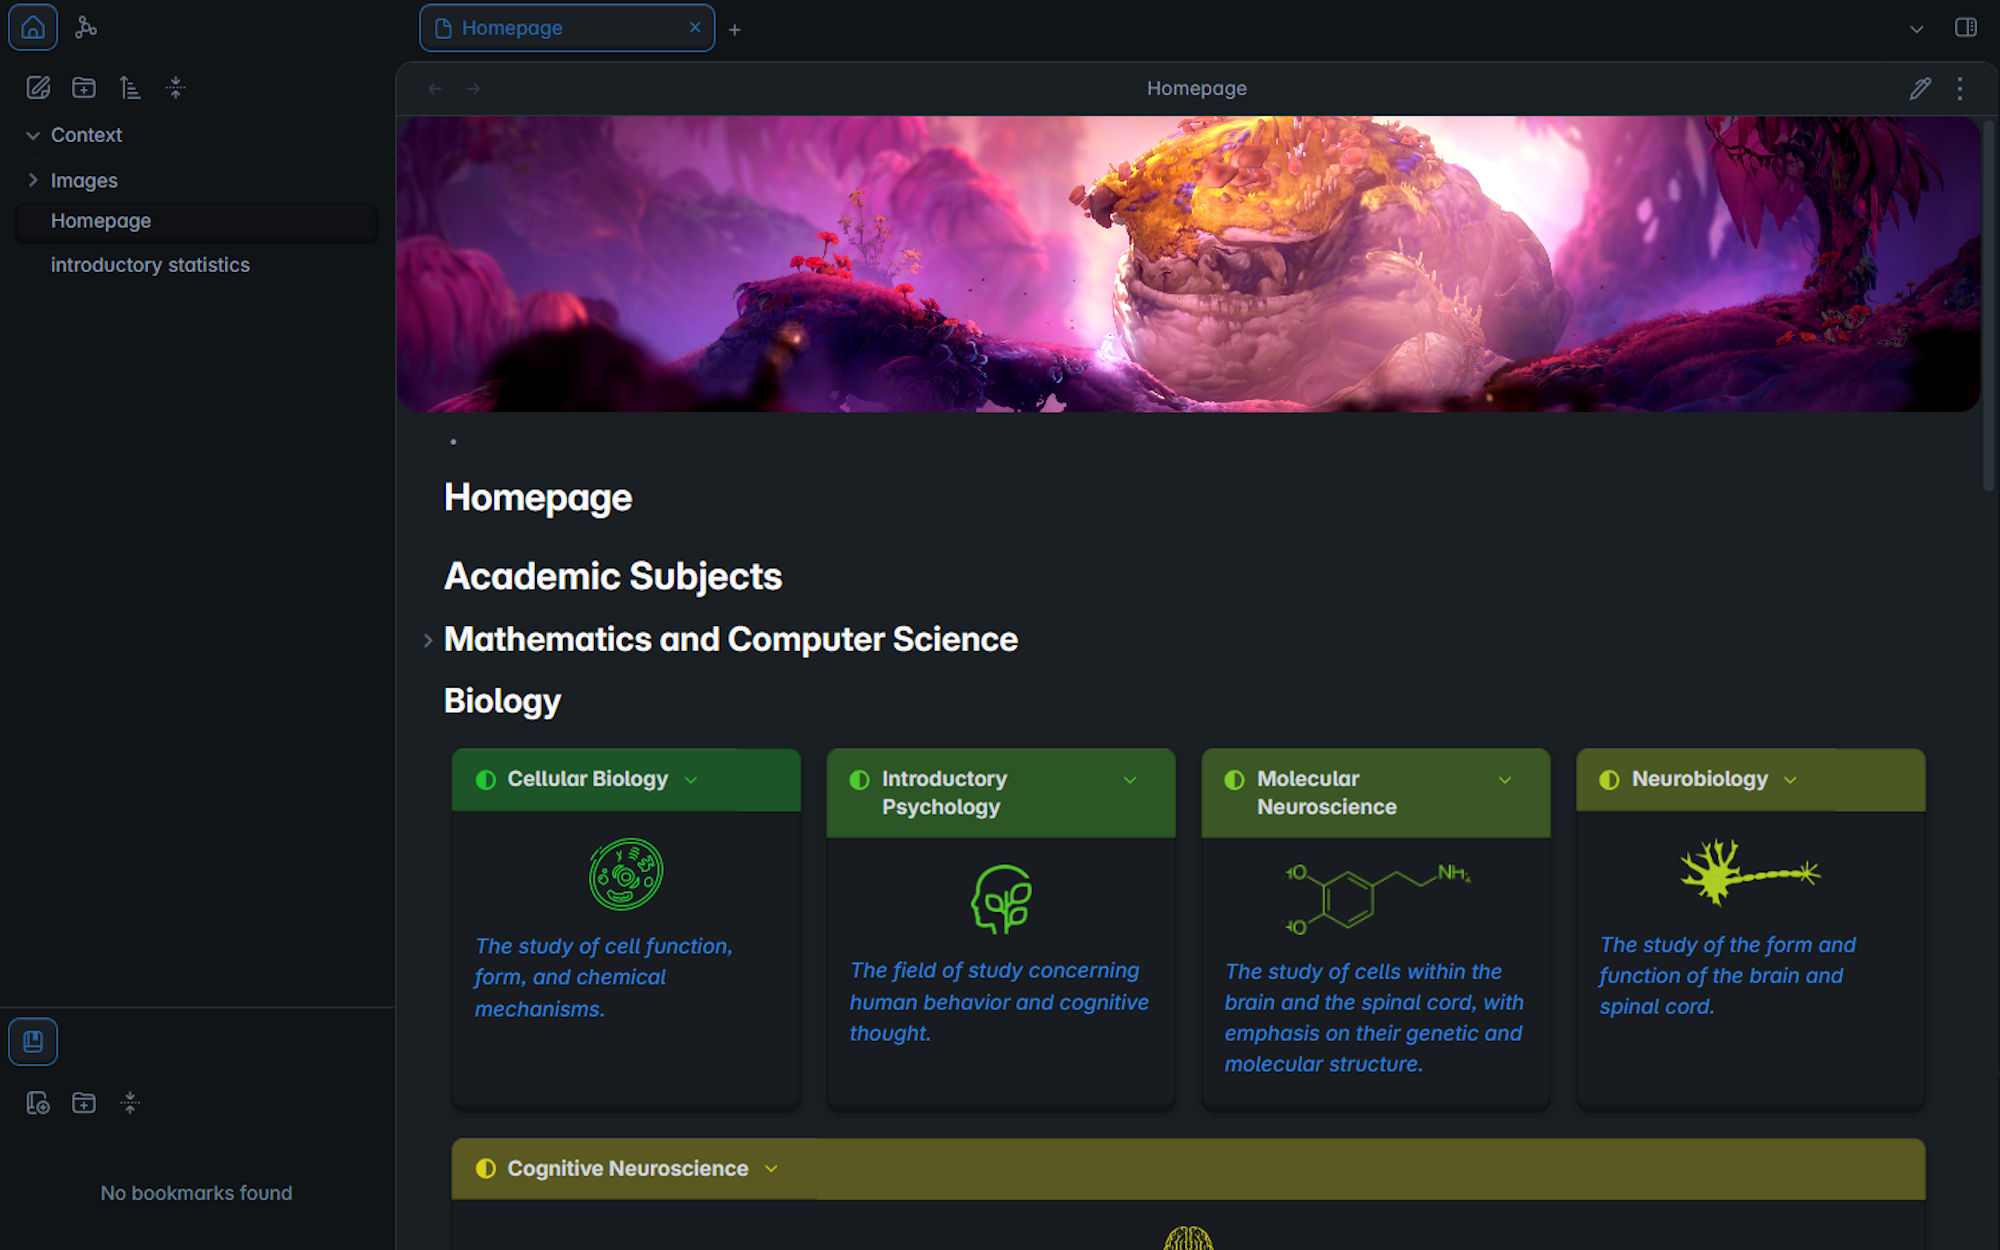 Homepage
Homepage
Context
Images
Homepage
introductory statistics
No bookmarks found
Homepage
Academic Subjects
Mathematics and Computer Science
Biology
Cellular Biology
The study of cell function,
form, and chemical
mechanisms.
Introductory
Psychology
The field of study concerning
human behavior and cognitive
thought.
Molecular
Neuroscience
HO
HO
NH₂
The study of cells within the
brain and the spinal cord, with
emphasis on their genetic and
molecular structure.
Neurobiology
The study of the form and
function of the brain and
spinal cord.
Cognitive Neuroscience